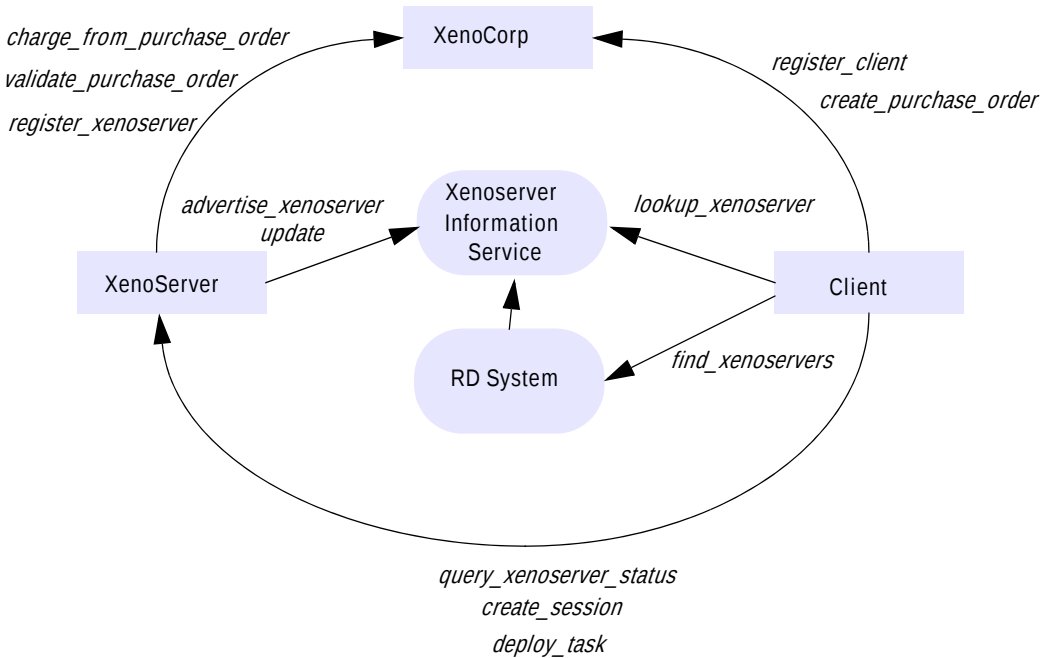 charge_from_purchase_order
validate_purchase_order
register_xenoserver
XenoCorp
register_client
create_purchase_order
advertise_xenoserver
update
Xenoserver
Information
Service
lookup_xenoserver
XenoServer
Client
RD System
find_xenoservers
query_xenoserver_status
create_session
deploy_task